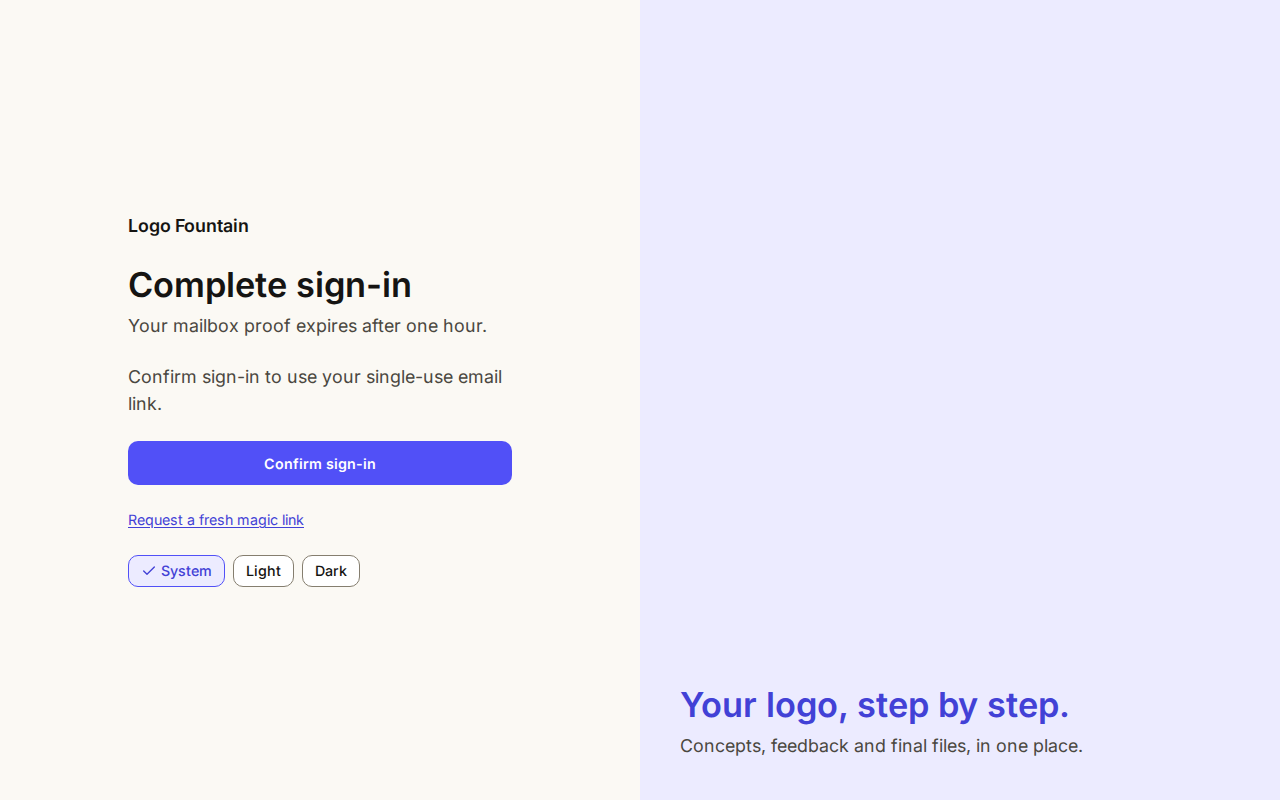 Logo Fountain
Complete sign-in
Your mailbox proof expires after one hour.
Confirm sign-in to use your single-use email
link.
Confirm sign-in
Request a fresh magic link
System
Light
Dark
Your logo, step by step.
Concepts, feedback and final files, in one place.